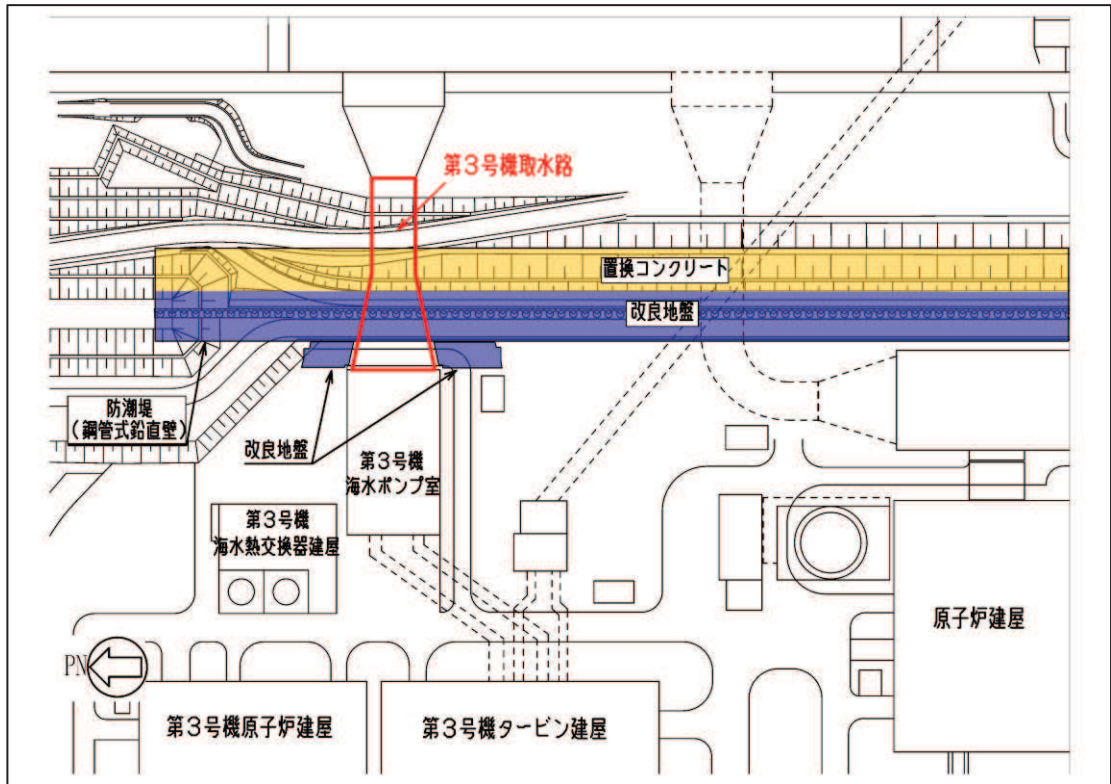 第３号機取水路
置換コンクリート
改良地盤
防潮堤
（鋼管式鉛直壁）
改良地盤
第３号機
海水ポンプ室
第３号機
海水熱交換器建屋
原子炉建屋
PN
第３号機原子炉建屋
第３号機タービン建屋